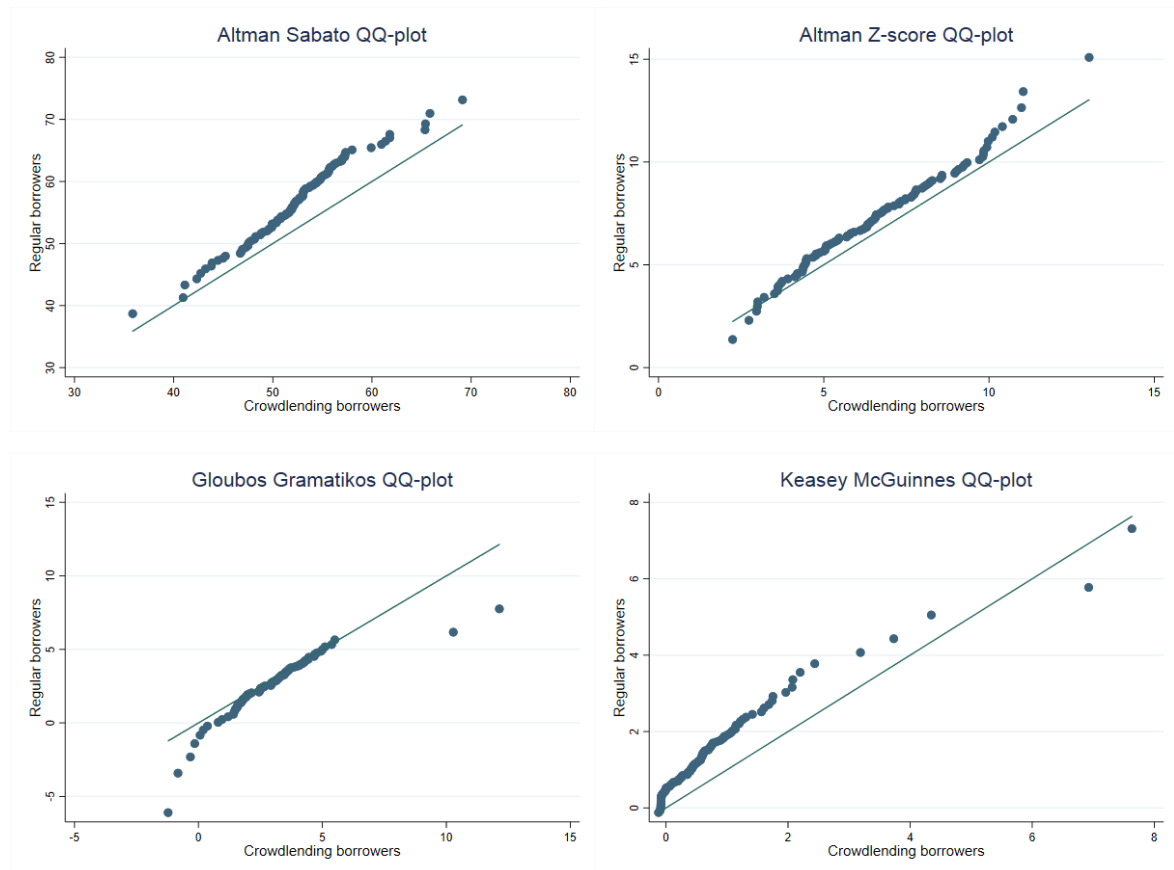 Altman Sabato QQ-plot
Regular borrowers
80
70
60
50
40
30
30 40 50 60 70 80
Crowdlending borrowers
Altman Z-score QQ-plot
Regular borrowers
15
10
5
0
0 5 10 15
Crowdlending borrowers
Gloubos Gramatikos QQ-plot
Regular borrowers
15
10
5
0
-5
-5 0 5 10 15
Crowdlending borrowers
Keasey McGuinnes QQ-plot
Regular borrowers
8
6
4
2
0
0 2 4 6 8
Crowdlending borrowers